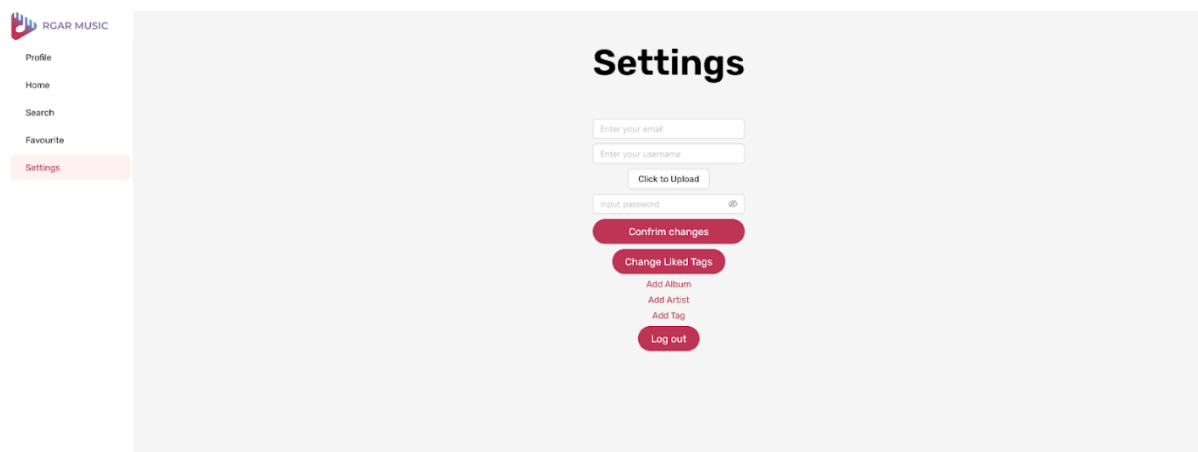 RGAR MUSIC
Profile
Home
Search
Favourite
Settings
Settings
Enter your email
Enter your username
Click to Upload
input password
Confrim changes
Change Liked Tags
Add Album
Add Artist
Add Tag
Log out